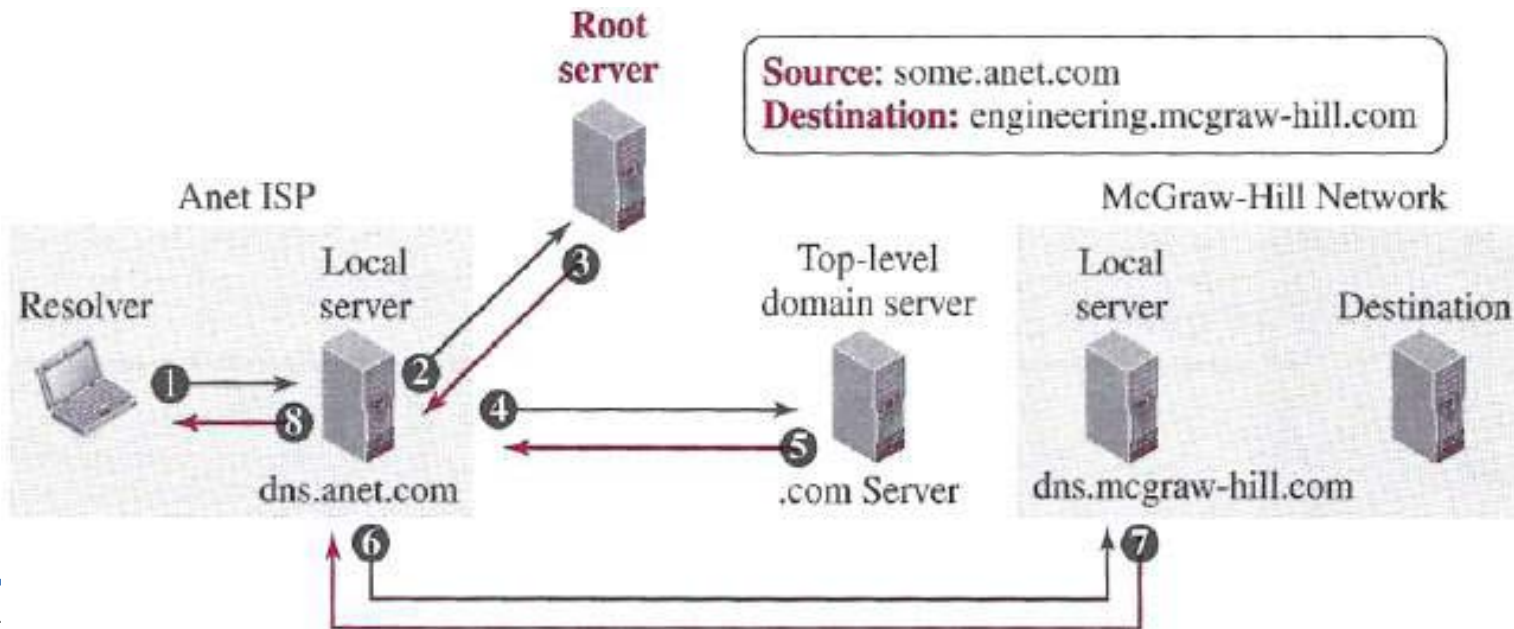 Root
server
Source: some.anet.com
Destination: engineering.mcgraw-hill.com
Anet ISP
McGraw-Hill Network
Resolver
Local
server
Top-level
domain server
Local
server
Destination
1
8
2
3
4
5
dns.anet.com
.com Server
dns.mcgraw-hill.com
6
7